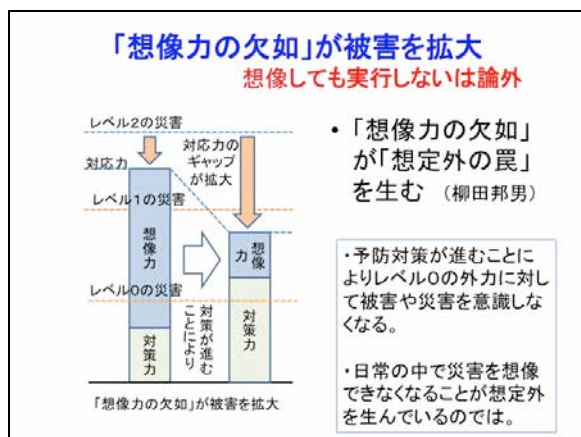 「想像力の欠如」が被害を拡大
想像しても実行しないは論外
レベル2の災害
対応力の
ギャップ
が拡大
対応力
レベル1の災害
想像力
想像
力
レベル0の災害
対策が進む
ことにより
対策力
対策力
「想像力の欠如」が被害を拡大
・「想像力の欠如」
が「想定外の罠」
を生む （柳田邦男）
・予防対策が進むことに
よりレベル0の外力に対し
て被害や災害を意識しな
くなる。
・日常の中で災害を想像
できなくなることが想定外
を生んでいるのでは。